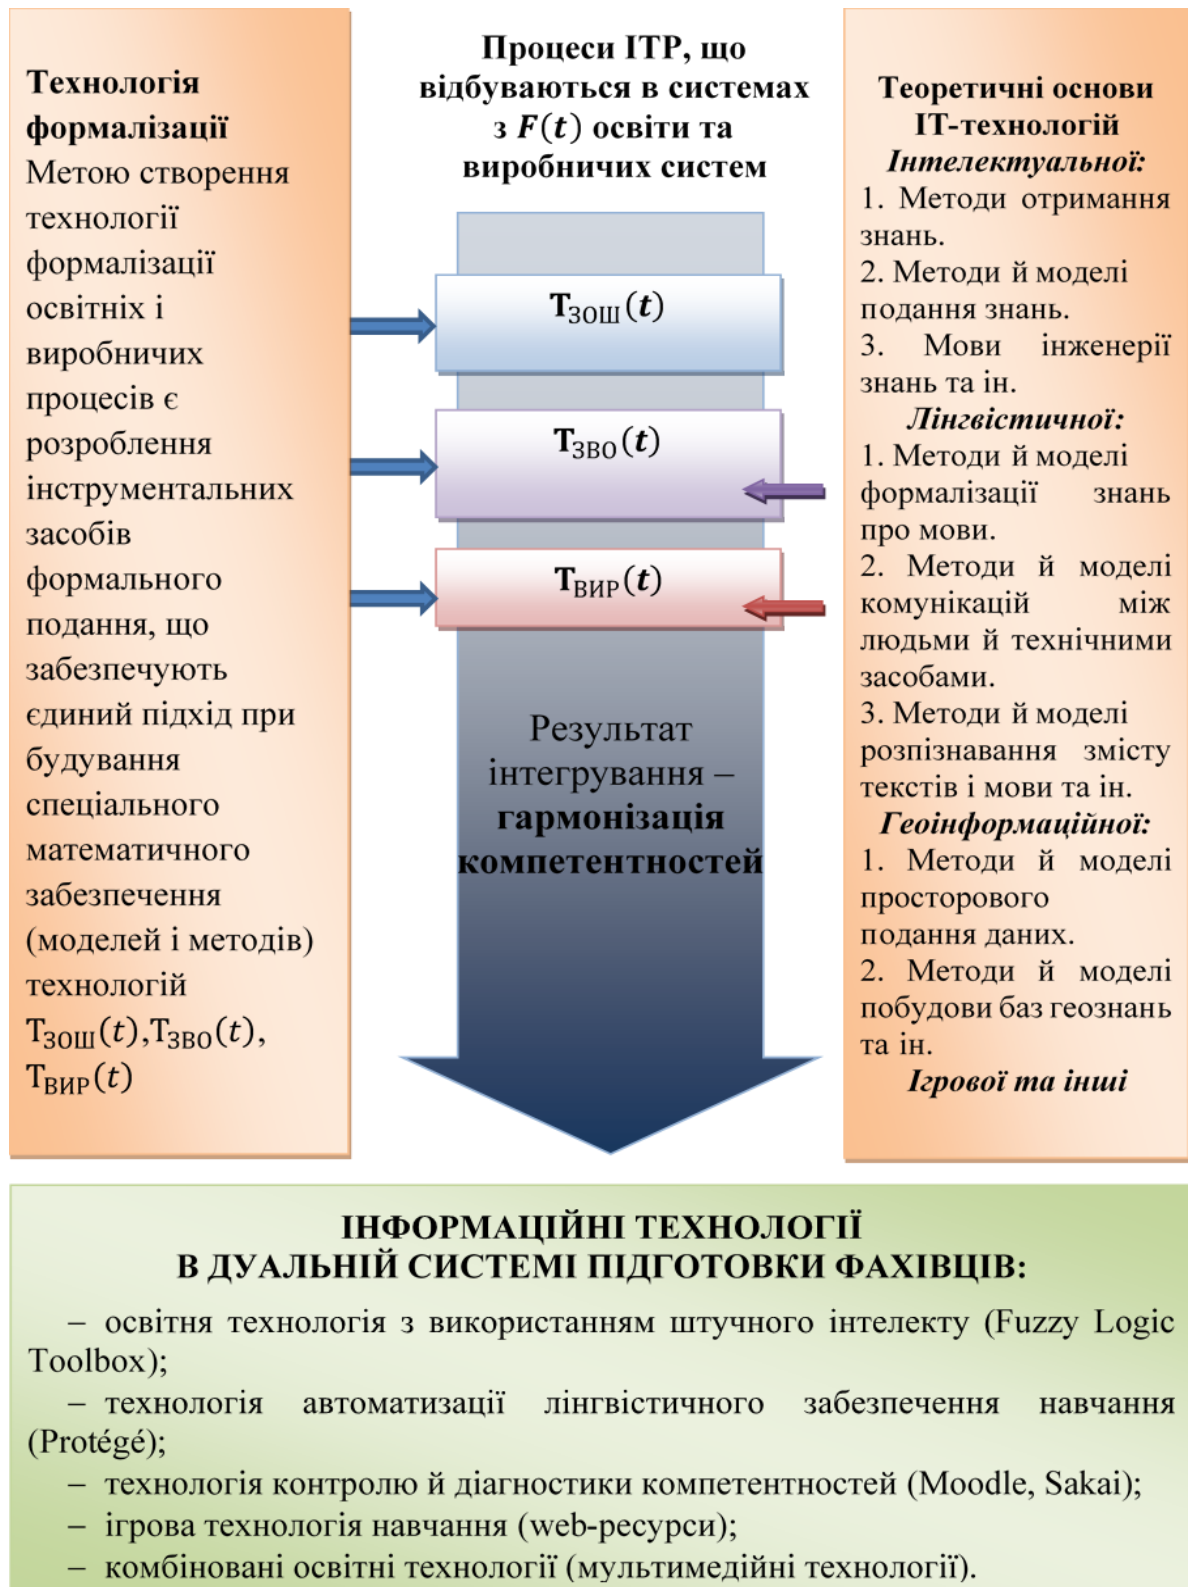 Технологія
формалізації
Метою створення
технології
формалізації
освітніх і
виробничих
процесів є
розроблення
інструментальних
засобів
формального
подання, що
забезпечують
єдиний підхід при
будування
спеціального
математичного
забезпечення
(моделей і методів)
технологій
TЗОШ(t),TЗВО(t),
TВИР(t)
Процеси ІТР, що
відбуваються в системах
з F(t) освіти та
виробничих систем
TЗОШ(t)
TЗВО(t)
TВИР(t)
Результат
інтегрування –
гармонізація
компетентностей
Теоретичні основи
ІТ-технологій
Інтелектуальної:
1. Методи отримання
знань.
2. Методи й моделі
подання знань.
3. Мови інженерії
знань та ін.
Лінгвістичної:
1. Методи й моделі
формалізації знань
про мови.
2. Методи й моделі
комунікацій між
людьми й технічними
засобами.
3. Методи й моделі
розпізнавання змісту
текстів і мови та ін.
Геоінформаційної:
1. Методи й моделі
просторового
подання даних.
2. Методи й моделі
побудови баз геознань
та ін.
Ігрової та інші
ІНФОРМАЦІЙНІ ТЕХНОЛОГІЇ
В ДУАЛЬНІЙ СИСТЕМІ ПІДГОТОВКИ ФАХІВЦІВ:
– освітня технологія з використанням штучного інтелекту (Fuzzy Logic
Toolbox);
– технологія автоматизації лінгвістичного забезпечення навчання
(Protégé);
– технологія контролю й діагностики компетентностей (Moodle, Sakai);
– ігрова технологія навчання (web-ресурси);
– комбіновані освітні технології (мультимедійні технології).